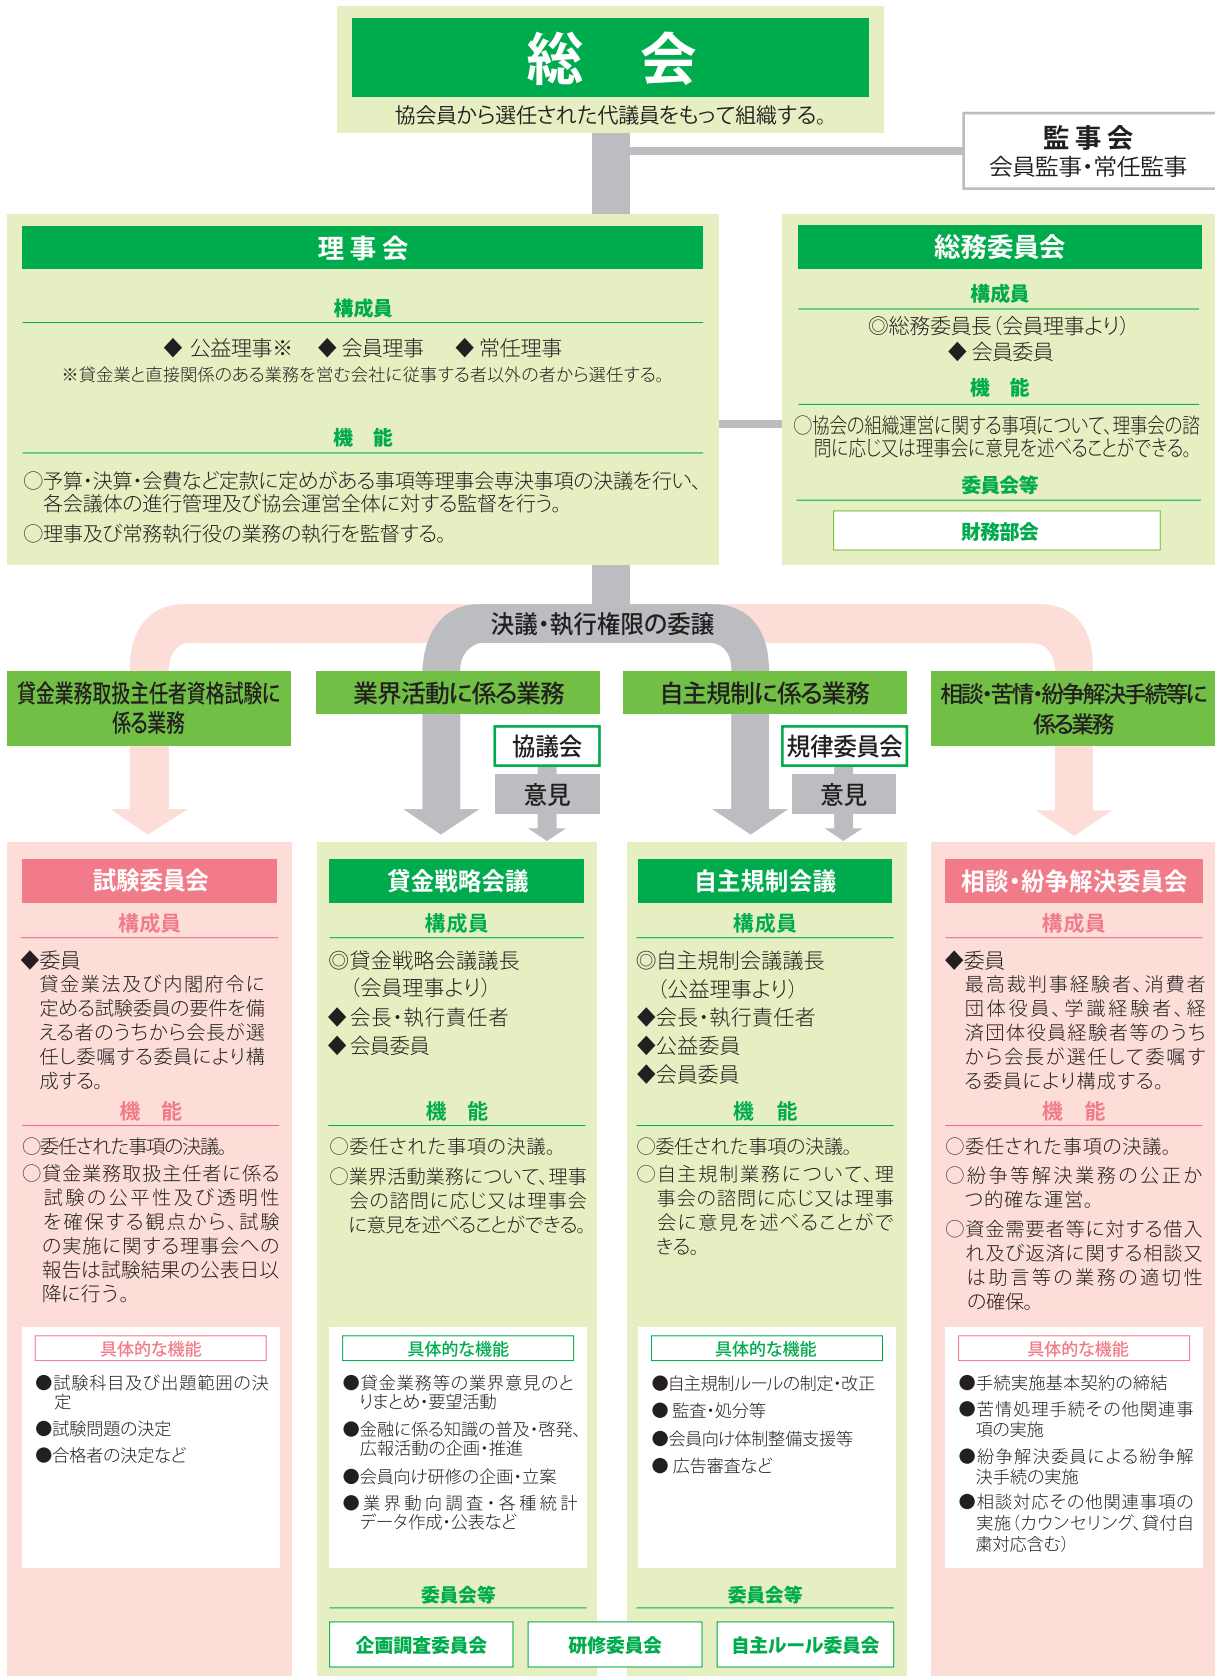 総　会
協会員から選任された代議員をもって組織する。
監事会
会員監事・常任監事
理事会
構成員
◆ 公益理事※　◆ 会員理事　◆ 常任理事
※貸金業と直接関係のある業務を営む会社に従事する者以外の者から選任する。
機　能
○予算・決算・会費など定款に定めがある事項等理事会専決事項の決議を行い、
各会議体の進行管理及び協会運営全体に対する監督を行う。
○理事及び常務執行役の業務の執行を監督する。
総務委員会
構成員
◎総務委員長（会員理事より）
◆ 会員委員
機　能
○協会の組織運営に関する事項について、理事会の諮
問に応じ又は理事会に意見を述べることができる。
委員会等
財務部会
決議・執行権限の委譲
貸金業務取扱主任者資格試験に
係る業務
業界活動に係る業務
協議会
意見
自主規制に係る業務
規律委員会
意見
相談・苦情・紛争解決手続等に
係る業務
試験委員会
構成員
◆委員
貸金業法及び内閣府令に
定める試験委員の要件を備
える者のうちから会長が選
任し委嘱する委員により構
成する。
機　能
○委任された事項の決議。
○貸金業務取扱主任者に係る
試験の公平性及び透明性
を確保する観点から、試験
の実施に関する理事会への
報告は試験結果の公表日以
降に行う。
具体的な機能
●試験科目及び出題範囲の決
定
●試験問題の決定
●合格者の決定など
貸金戦略会議
構成員
◎貸金戦略会議議長
（会員理事より）
◆会長・執行責任者
◆会員委員
機　能
○委任された事項の決議。
○業界活動業務について、理事
会の諮問に応じ又は理事会
に意見を述べることができる。
具体的な機能
●貸金業務等の業界意見のと
りまとめ・要望活動
●金融に係る知識の普及・啓発、
広報活動の企画・推進
●会員向け研修の企画・立案
●業界動向調査・各種統計
データ作成・公表など
委員会等
企画調査委員会
研修委員会
自主規制会議
構成員
◎自主規制会議議長
（公益理事より）
◆会長・執行責任者
◆公益委員
◆会員委員
機　能
○委任された事項の決議。
○自主規制業務について、理
事会の諮問に応じ又は理事
会に意見を述べることがで
きる。
具体的な機能
●自主規制ルールの制定・改正
●監査・処分等
●会員向け体制整備支援等
●広告審査など
委員会等
自主ルール委員会
相談・紛争解決委員会
構成員
◆委員
最高裁判事経験者、消費者
団体役員、学識経験者、経
済団体役員経験者等のうち
から会長が選任して委嘱す
る委員により構成する。
機　能
○委任された事項の決議。
○紛争等解決業務の公正か
つ的確な運営。
○資金需要者等に対する借入
れ及び返済に関する相談又
は助言等の業務の適切性
の確保。
具体的な機能
●手続実施基本契約の締結
●苦情処理手続その他関連事
項の実施
●紛争解決委員による紛争解
決手続の実施
●相談対応その他関連事項の
実施（カウンセリング、貸付自
粛対応含む）